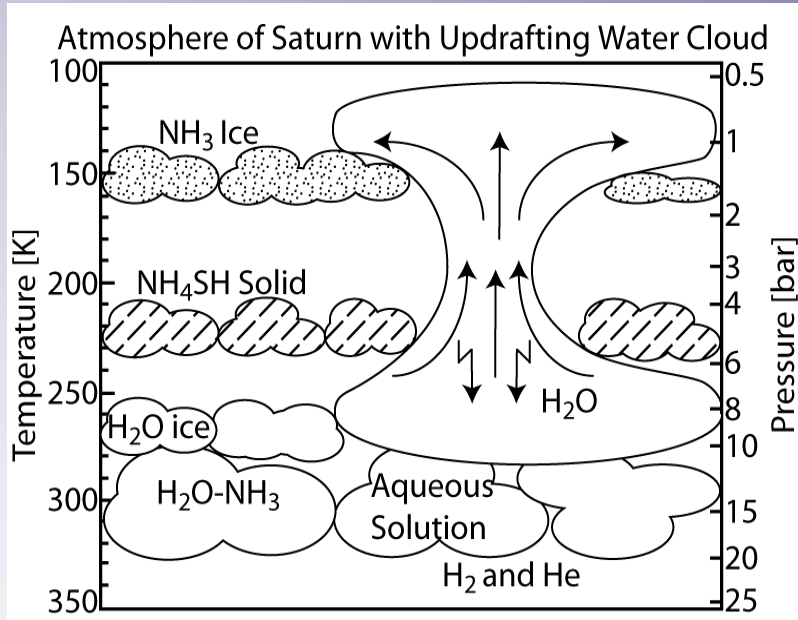 Atmosphere of Saturn with Updrafting Water Cloud
Temperature [K]
100
150
200
250
300
350
NH₃ Ice
NH₄SH Solid
H₂O ice
H₂O-NH₃
Aqueous
Solution
H₂O
H₂ and He
0.5
1
2
3
4
6
8
10
15
20
25
Pressure [bar]